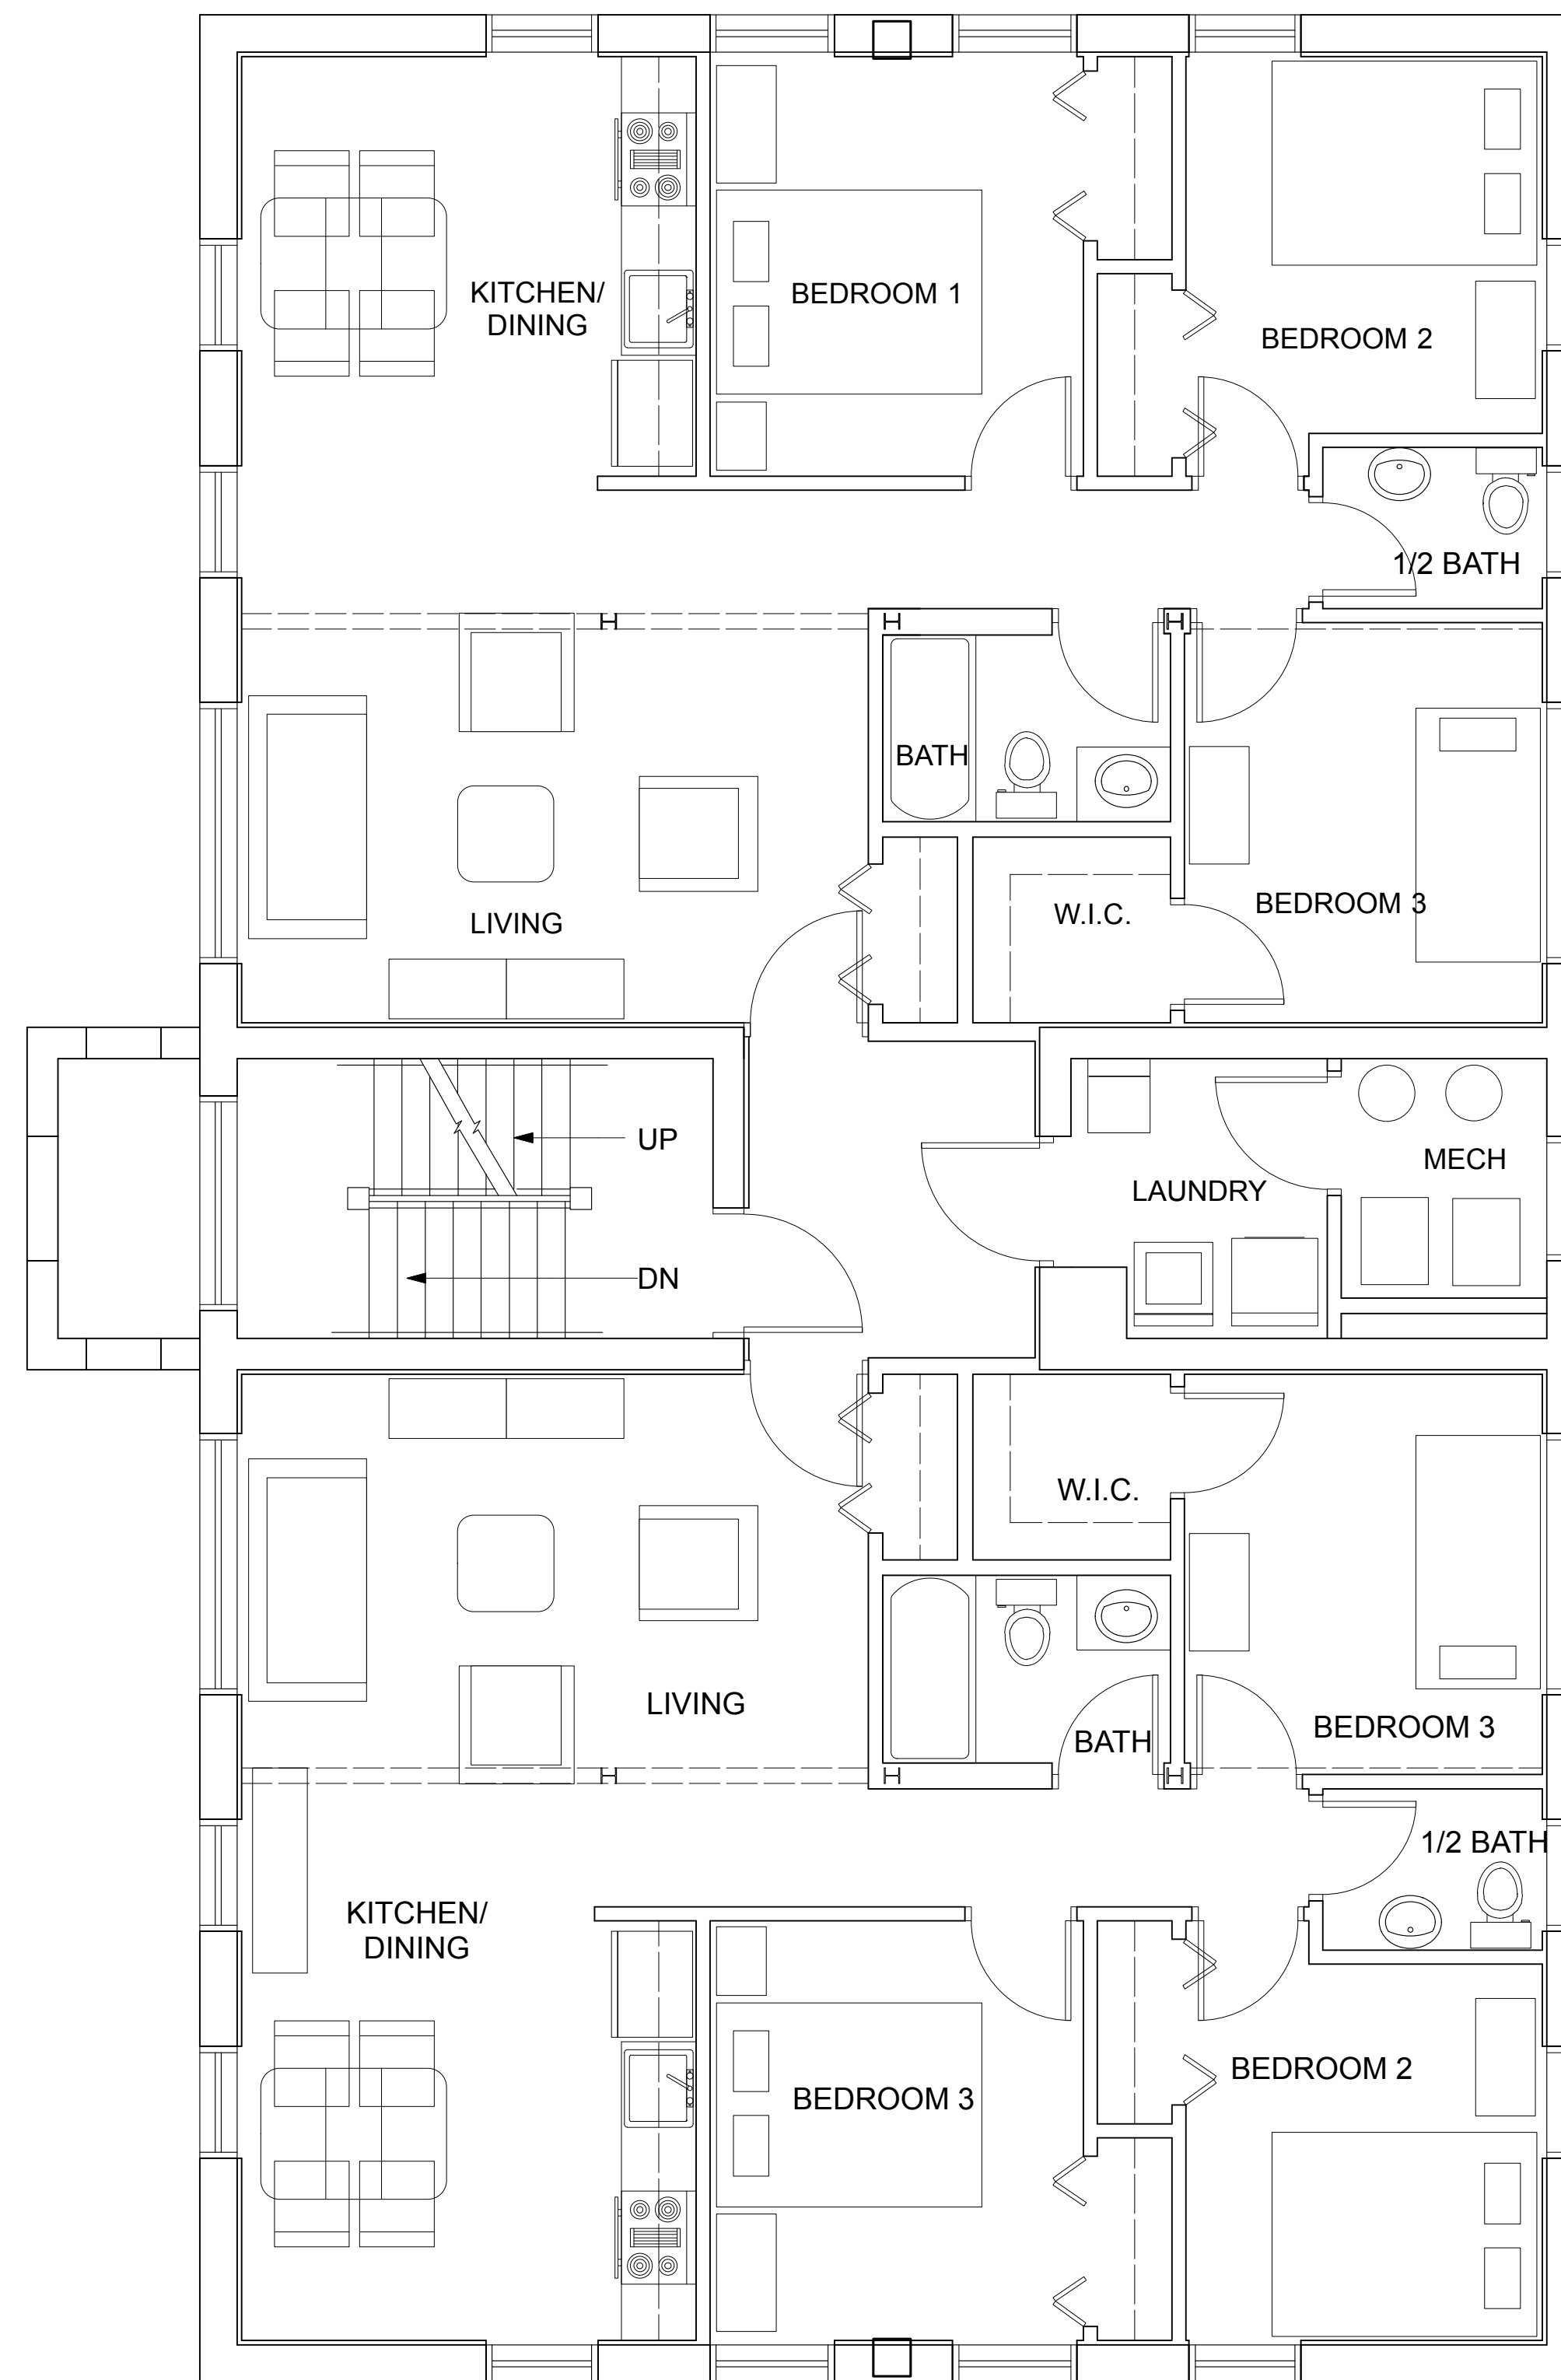 KITCHEN/
DINING
BEDROOM 1
BEDROOM 2
1/2 BATH
BATH
LIVING
W.I.C.
BEDROOM 3
UP
DN
LAUNDRY
MECH
W.I.C.
LIVING
BATH
BEDROOM 3
1/2 BATH
KITCHEN/
DINING
BEDROOM 3
BEDROOM 2